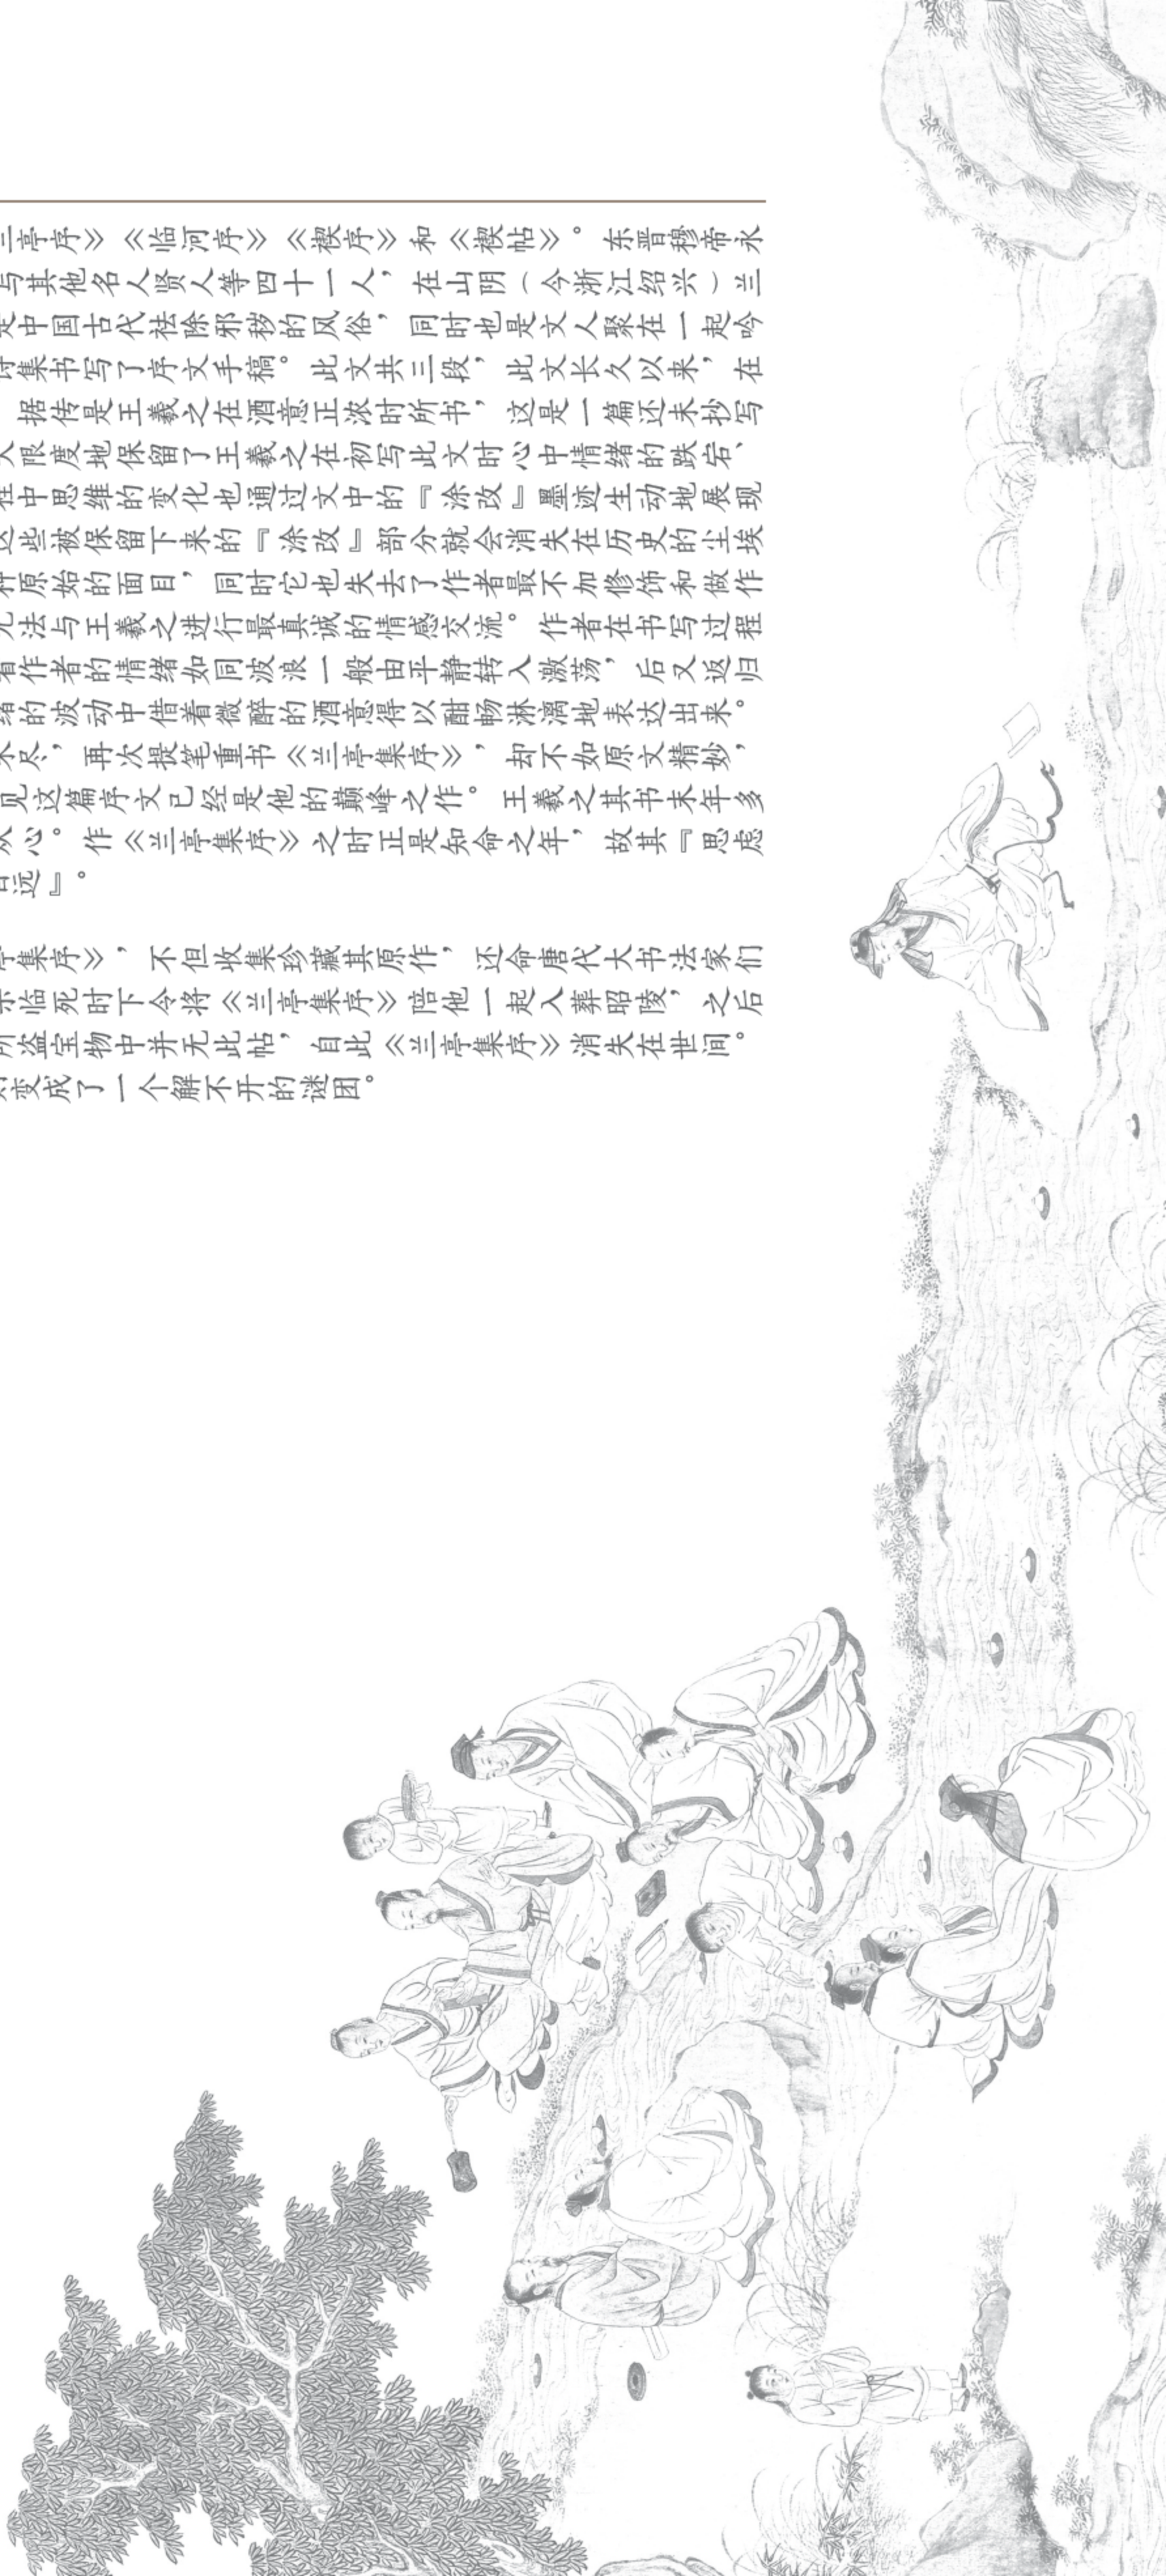 亭序》《临河序》《禊序》和《禊帖》。东晋穆帝永
与其他名人贤人等四十一人，在山阴（今浙江绍兴）兰
是中国古代祛除邪秽的风俗，同时也是文人聚在一起吟
诗集书写了序文手稿。此文共三段，此文长久以来，在
据传是王羲之在酒意正浓时所书，这是一篇还未抄写
大限度地保留了王羲之在初写此文时心中情绪的跌宕、
程中思维的变化也通过文中的『涂改』墨迹生动地展现
这些被保留下来的『涂改』部分就会消失在历史的尘埃
种原始的面目，同时它也失去了作者最不加修饰和做作
无法与王羲之进行最真诚的情感交流。作者在书写过程
着作者的情绪如同波浪一般由平静转入激荡，后又返归
绪的波动中借着微醉的酒意得以酣畅淋漓地表达出来。
未尽，再次提笔重书《兰亭集序》，却不如原文精妙，
见这篇序文已经是他的巅峰之作。王羲之其书末年多
从心。作《兰亭集序》之时正是知命之年，故其『思虑
远』。
亭集序》，不但收集珍藏其原作，还命唐代大书法家们
宗临死时下令将《兰亭集序》陪他一起入葬昭陵，之后
所盗宝物中并无此帖，自此《兰亭集序》消失在世间。
变成了一个解不开的谜团。